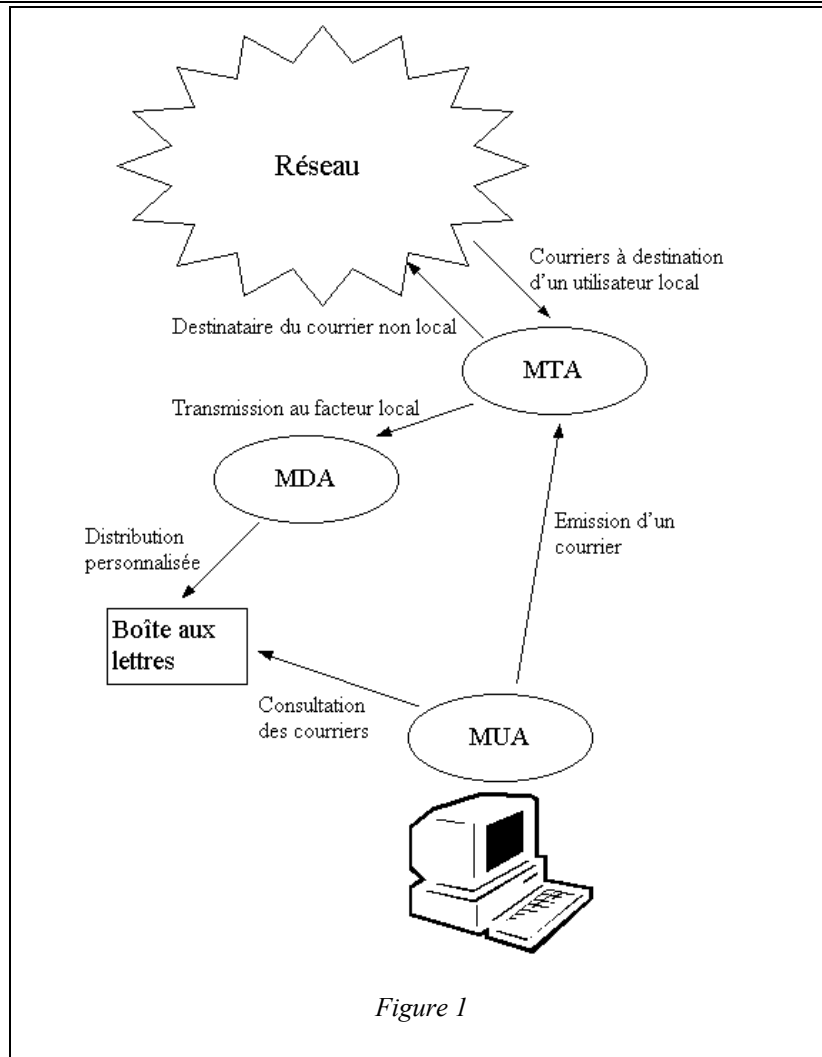 Réseau
Courriers à destination
d'un utilisateur local
Destinataire du courrier non local
MTA
Transmission au facteur local
MDA
Emission d'un
courrier
Distribution
personnalisée
Boîte aux
lettres
Consultation
des courriers
MUA
Figure 1